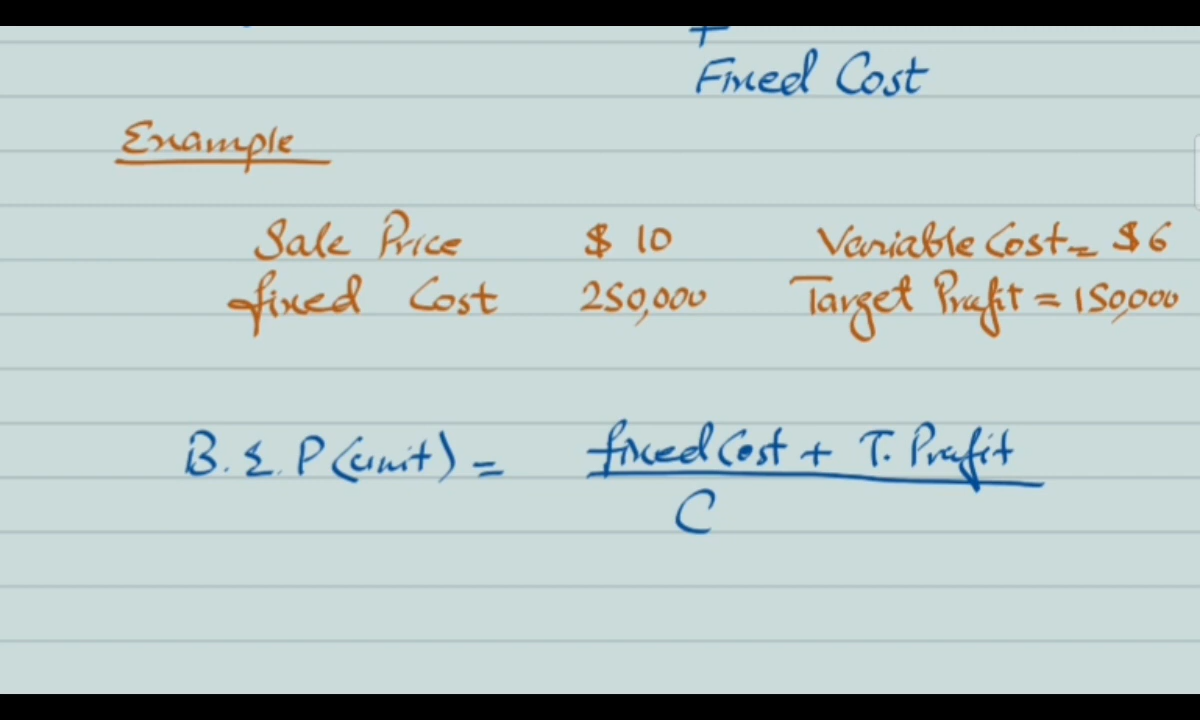 +
Fixed Cost
Example
Sale Price $ 10 Variable Cost = $6
fixed Cost 250,000 Target Profit = 150,000
B. E. P (unit) = fixed Cost + T. Profit
C